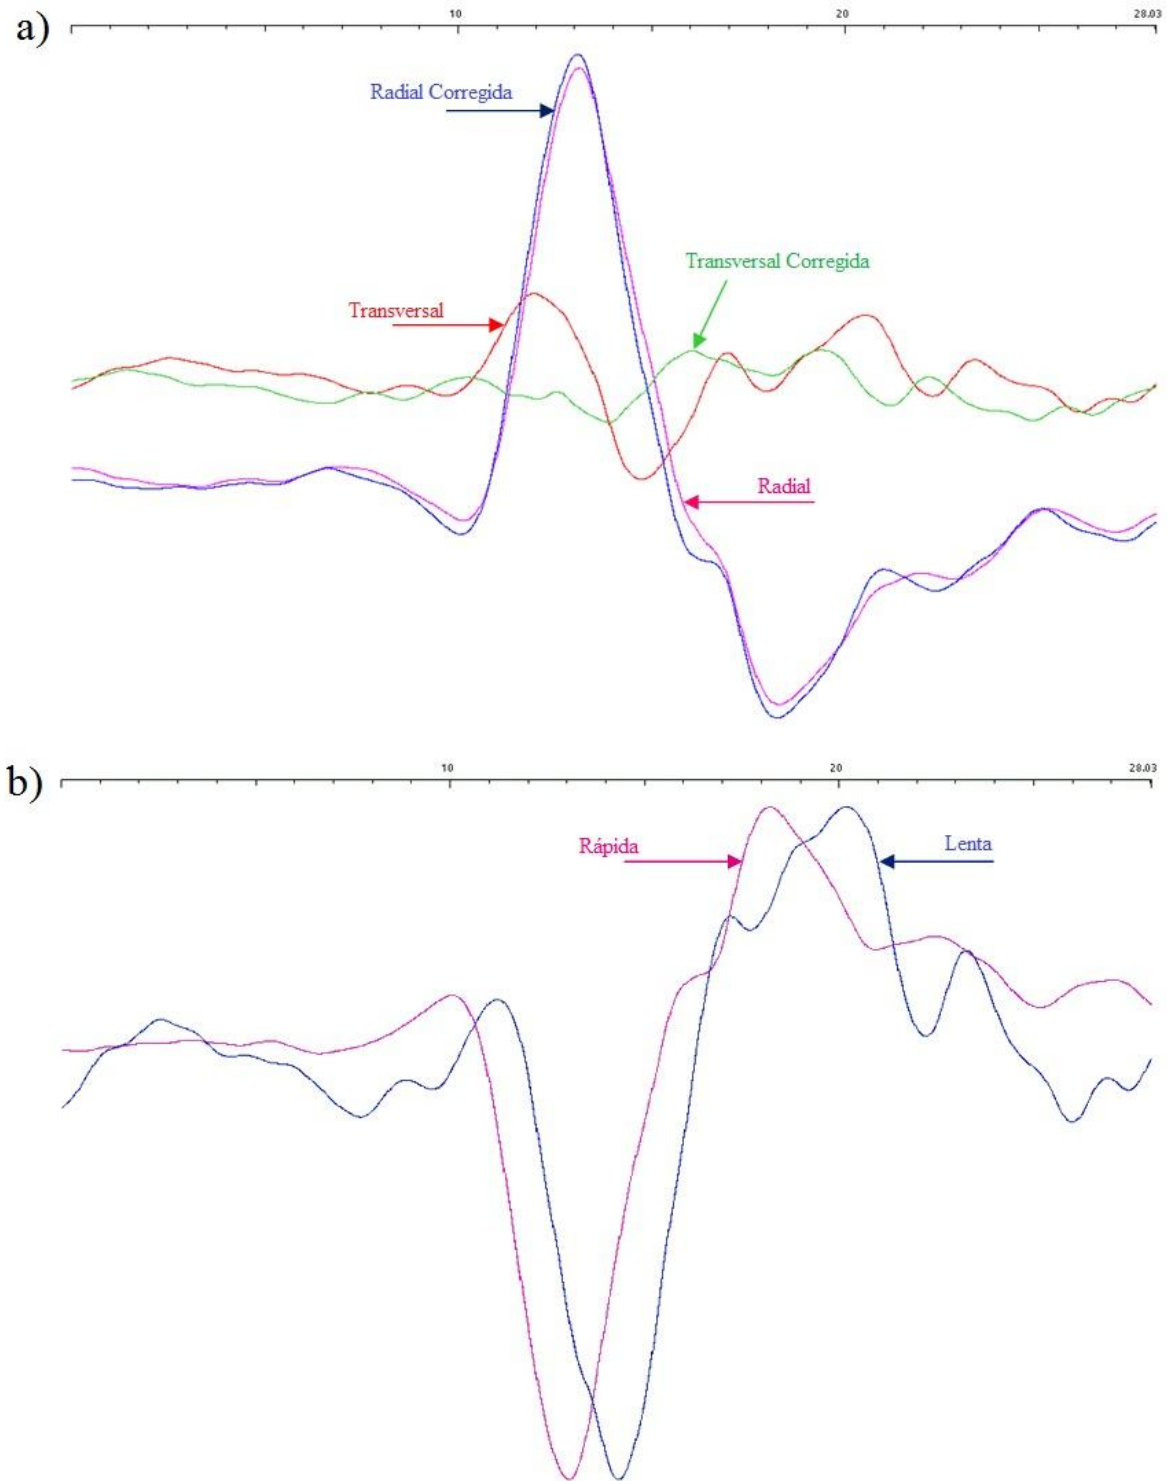 a)
10 20 28.03
Radial Corregida
Transversal Corregida
Transversal
Radial
b)
10 20 28.03
Rápida
Lenta